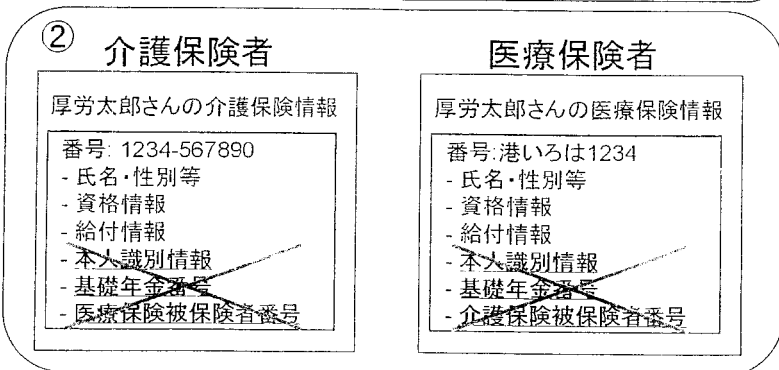 ②
介護保険者
厚労太郎さんの介護保険情報
番号: 1234-567890
- 氏名・性別等
- 資格情報
- 給付情報
- 本人識別情報
- 基礎年金番号
- 医療保険被保険者番号
医療保険者
厚労太郎さんの医療保険情報
番号:港いろは1234
- 氏名・性別等
- 資格情報
- 給付情報
- 本人識別情報
- 基礎年金番号
- 介護保険被保険者番号